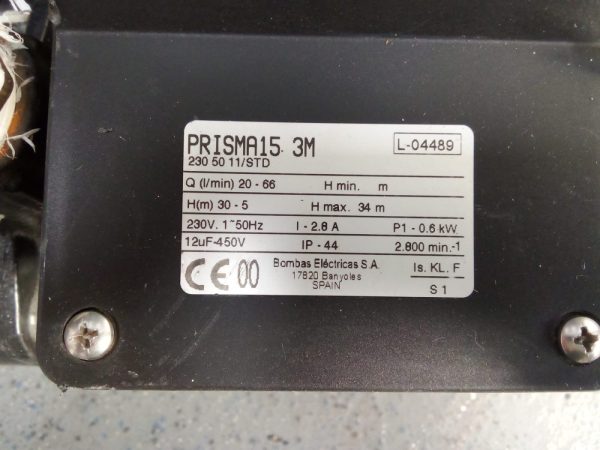 PRISMA15 3M L-04489
230 50 11/STD
Q (l/min) 20 - 66 H min. m
H(m) 30 - 5 H max. 34 m
230V. 1~50Hz I - 2.8 A P1 - 0.6 kW
12uF-450V IP - 44 2.800 min.-1
CE 00 Bombas Eléctricas S.A. Is. KL. F
17820 Banyoles
SPAIN S 1